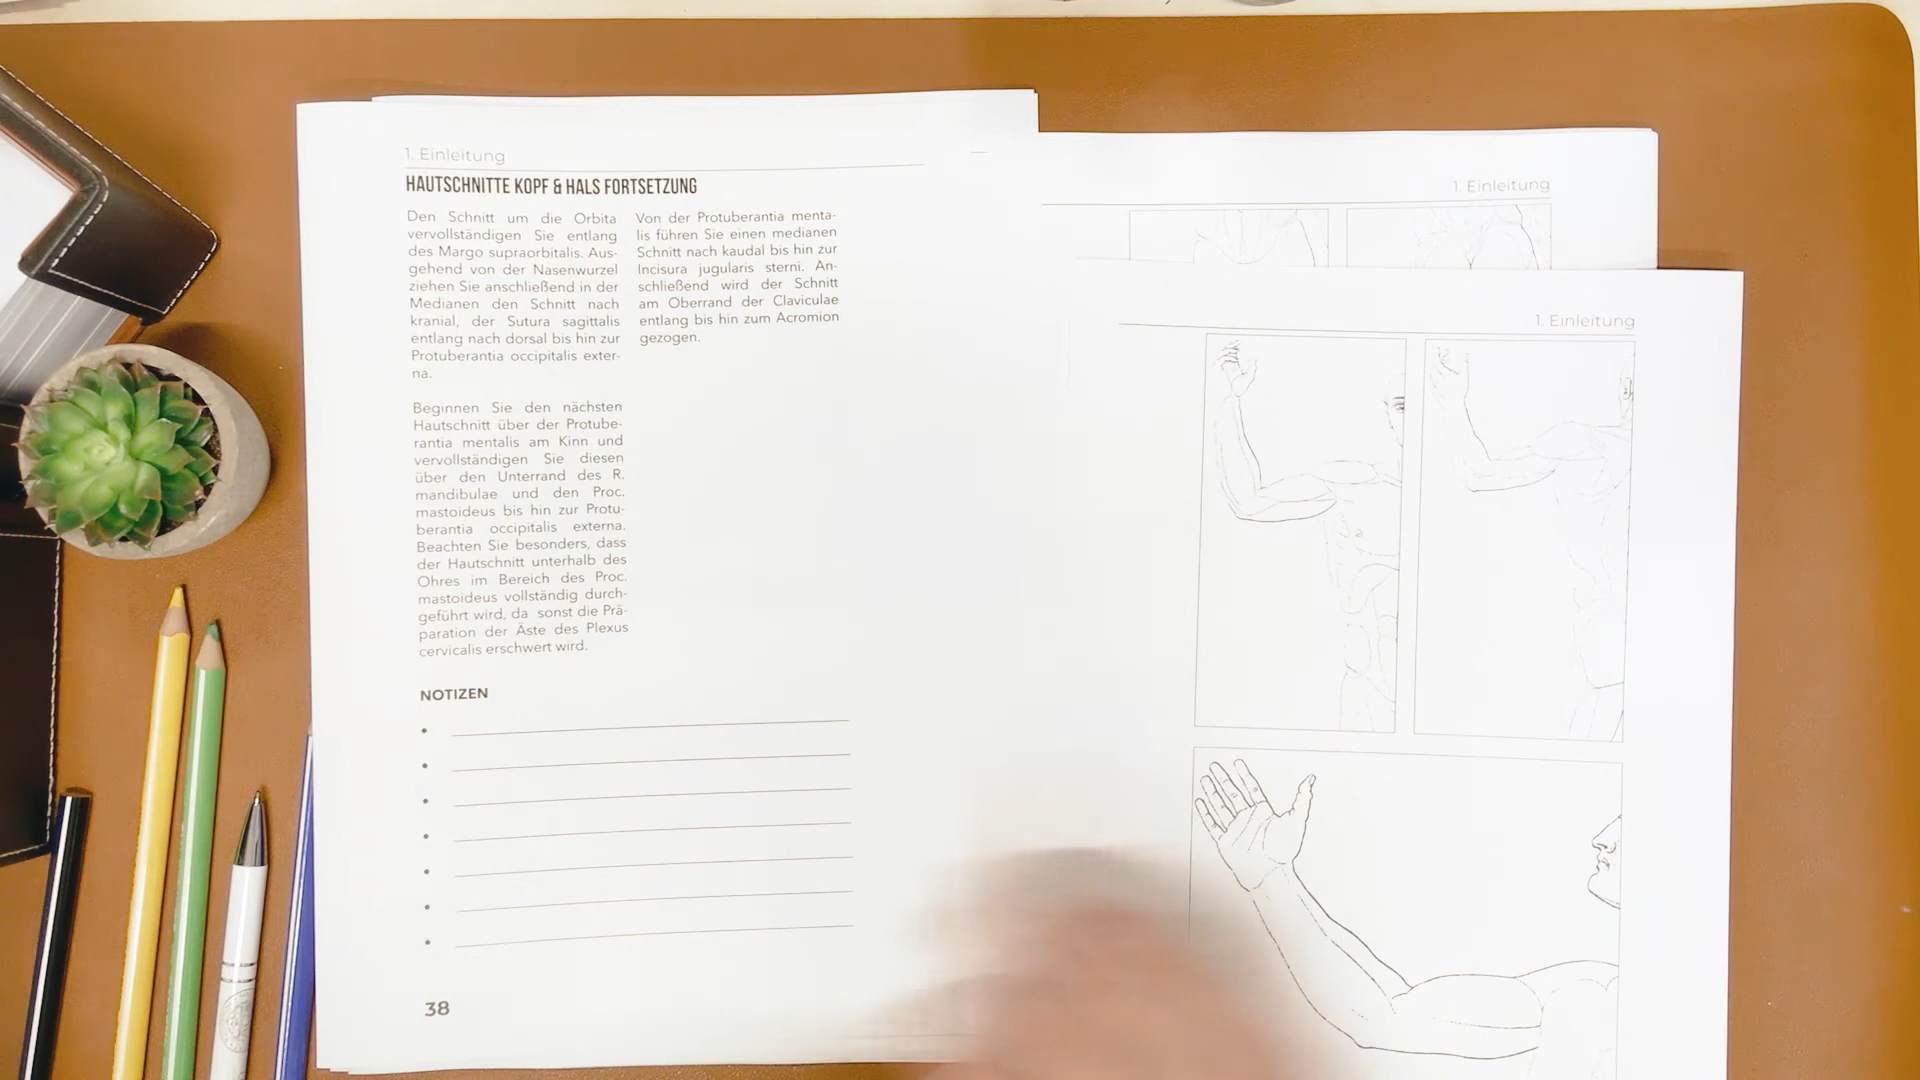 1. Einleitung
HAUTSCHNITTE KOPF & HALS FORTSETZUNG
Den Schnitt um die Orbita
vervollständigen Sie entlang
des Margo supraorbitalis. Aus-
gehend von der Nasenwurzel
ziehen Sie anschließend in der
Medianen den Schnitt nach
kranial, der Sutura sagittalis
entlang nach dorsal bis hin zur
Protuberantia occipitalis exter-
na.
Beginnen Sie den nächsten
Hautschnitt über der Protube-
rantia mentalis am Kinn und
vervollständigen Sie diesen
über den Unterrand des R.
mandibulae und den Proc.
mastoideus bis hin zur Protu-
berantia occipitalis externa.
Beachten Sie besonders, dass
der Hautschnitt unterhalb des
Ohres im Bereich des Proc.
mastoideus vollständig durch-
geführt wird, da sonst die Prä-
paration der Äste des Plexus
cervicalis erschwert wird.
Von der Protuberantia menta-
lis führen Sie einen medianen
Schnitt nach kaudal bis hin zur
Incisura jugularis sterni. An-
schließend wird der Schnitt
am Oberrand der Claviculae
entlang bis hin zum Acromion
gezogen.
NOTIZEN
38
1. Einleitung
1. Einleitung